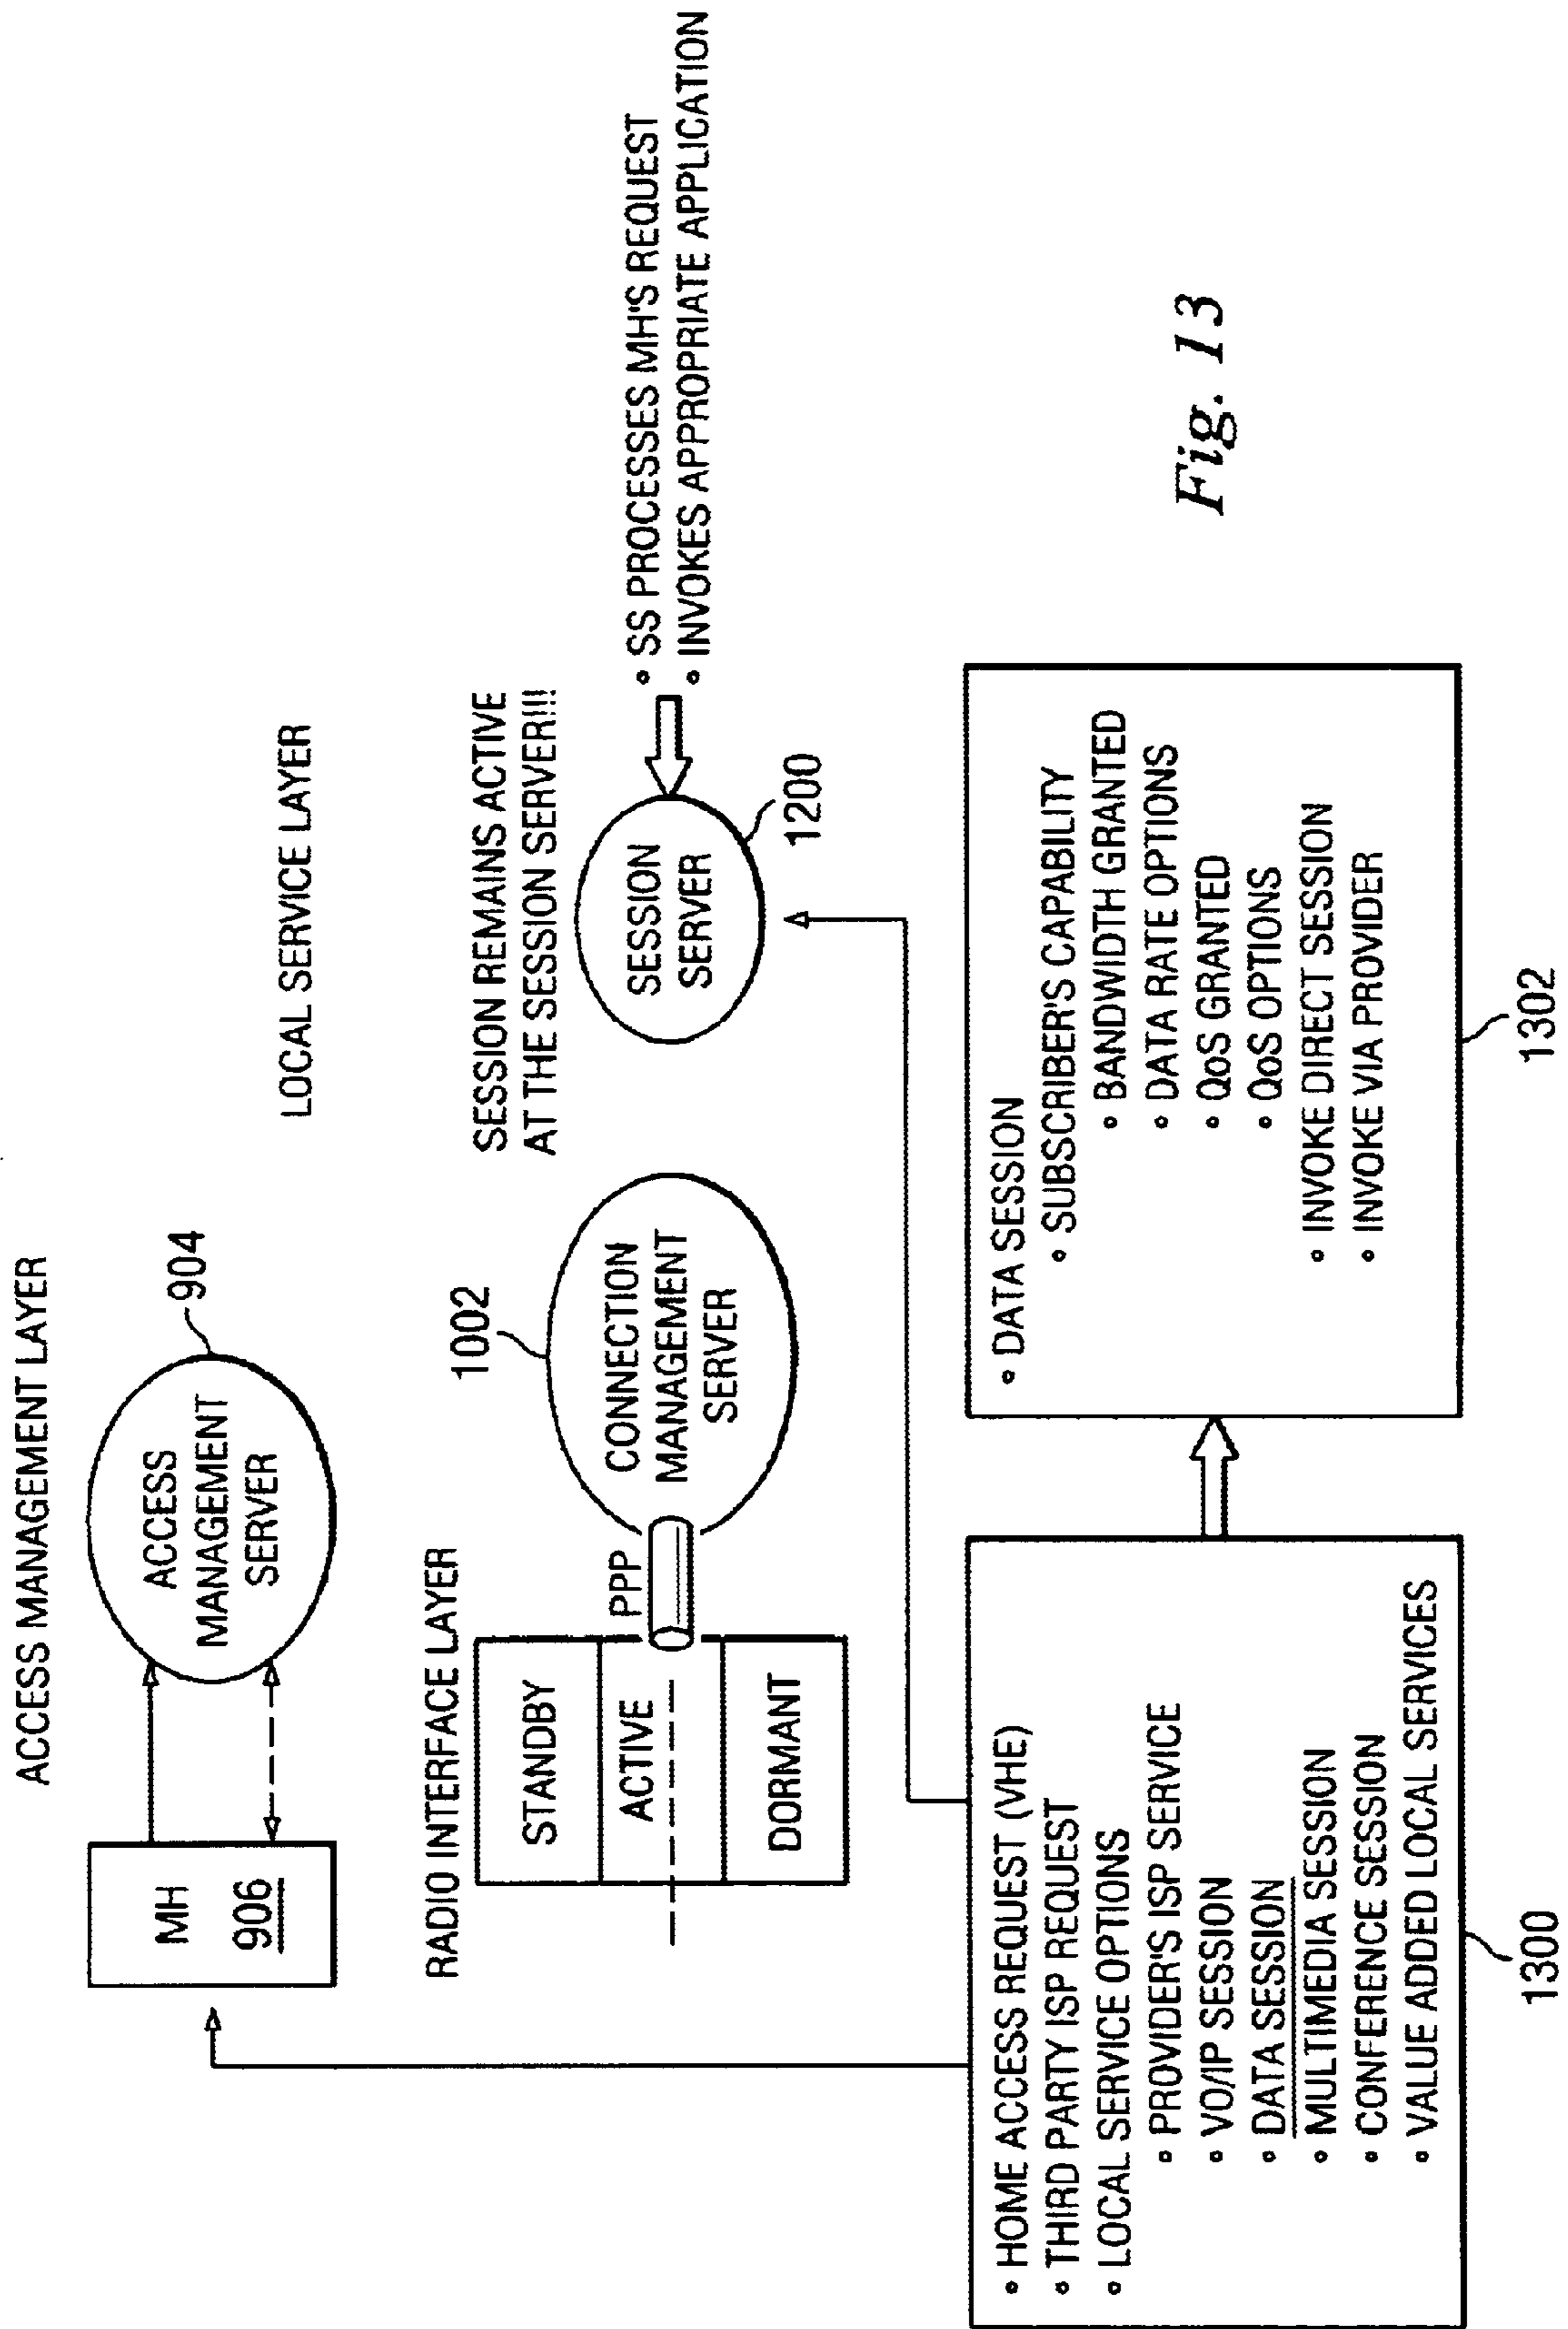 ACCESS MANAGEMENT LAYER
LOCAL SERVICE LAYER
MH
906
ACCESS
MANAGEMENT
SERVER
904
RADIO INTERFACE LAYER
STANDBY
ACTIVE
DORMANT
PPP
1002
CONNECTION
MANAGEMENT
SERVER
SESSION REMAINS ACTIVE
AT THE SESSION SERVER!!!
SESSION
SERVER
1200
• SS PROCESSES MH'S REQUEST
• INVOKES APPROPRIATE APPLICATION
• HOME ACCESS REQUEST (VHE)
• THIRD PARTY ISP REQUEST
• LOCAL SERVICE OPTIONS
• PROVIDER'S ISP SERVICE
• VO/IP SESSION
• DATA SESSION
• MULTIMEDIA SESSION
• CONFERENCE SESSION
• VALUE ADDED LOCAL SERVICES
1300
• DATA SESSION
• SUBSCRIBER'S CAPABILITY
• BANDWIDTH GRANTED
• DATA RATE OPTIONS
• QoS GRANTED
• QoS OPTIONS
• INVOKE DIRECT SESSION
• INVOKE VIA PROVIDER
1302
Fig. 13